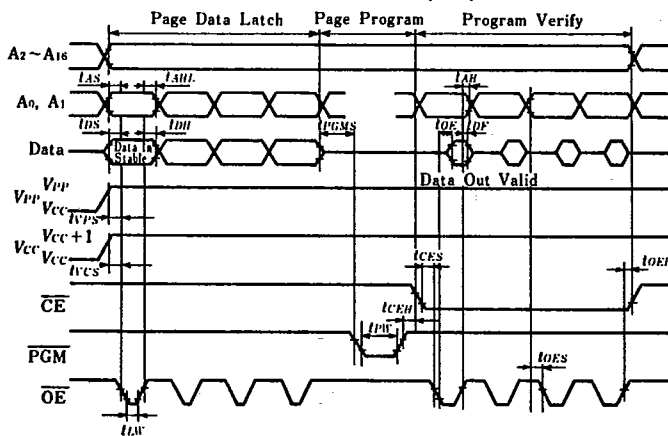 Page Data Latch Page Program Program Verify
A2~A16
tAS tAHL tAH
A0, A1
tDS tDH tPGMS tOE tDF
Data Data In Stable
Data Out Valid
VPP VPP
VCC
tVPS
VCC VCC+1
VCC
tVCS
tCES tOEH
CE
tCEH
tPW
PGM
tOES
OE
tLW